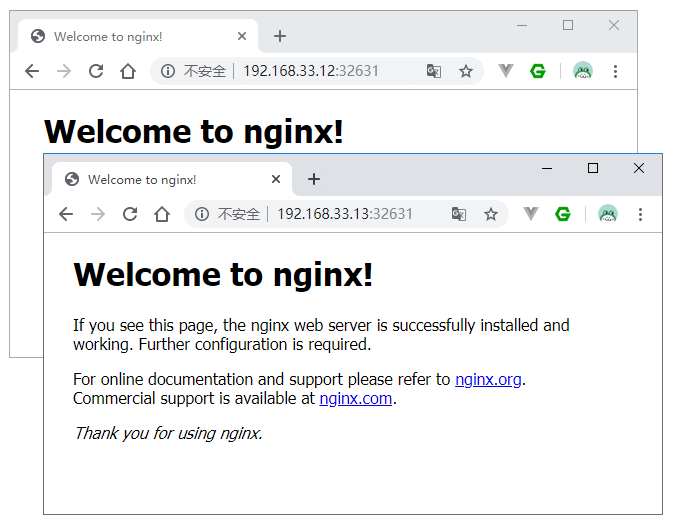 Welcome to nginx!
不安全 192.168.33.12:32631
Welcome to nginx!
Welcome to nginx!
不安全 192.168.33.13:32631
Welcome to nginx!
If you see this page, the nginx web server is successfully installed and
working. Further configuration is required.
For online documentation and support please refer to nginx.org.
Commercial support is available at nginx.com.
Thank you for using nginx.